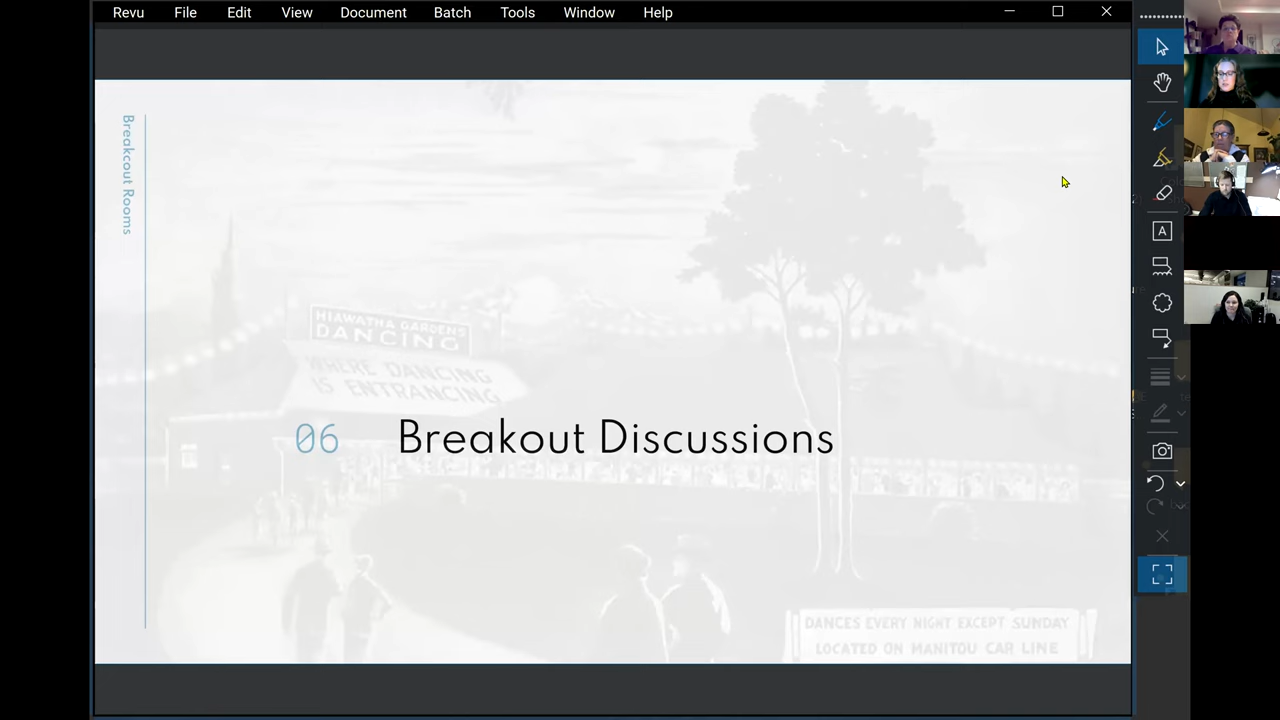 Revu File Edit View Document Batch Tools Window Help
Breakcout Rooms
HIAWATHA GARDENS
DANCING
WHERE DANCING
IS ENTRANCING
06 Breakout Discussions
DANCES EVERY NIGHT EXCEPT SUNDAY
LOCATED ON MANITOU CAR LINE
A